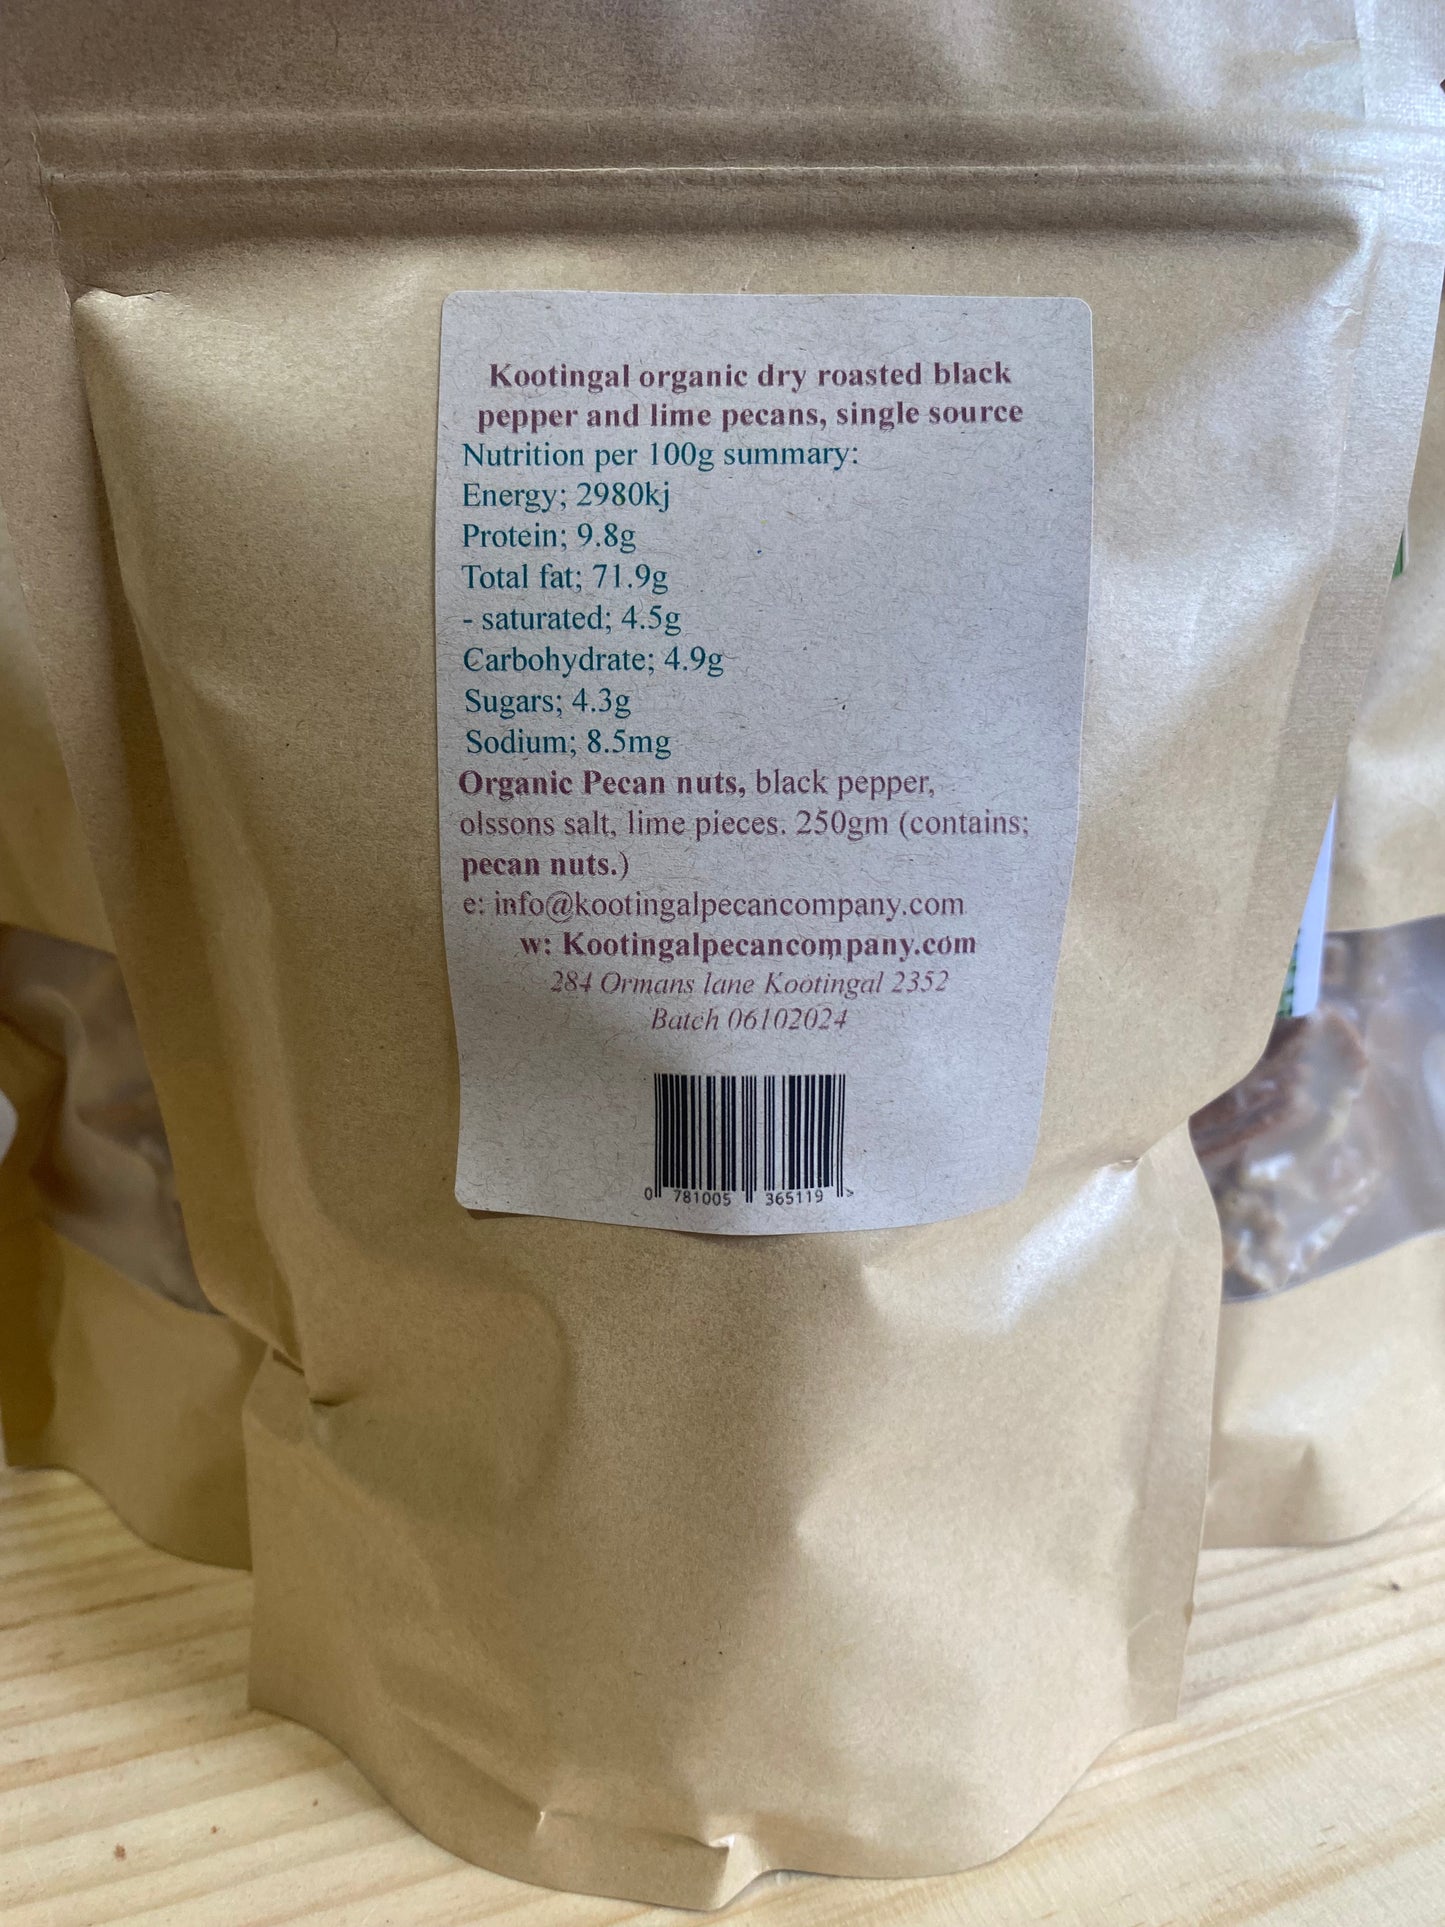 Kootingal organic dry roasted black
pepper and lime pecans, single source
Nutrition per 100g summary:
Energy; 2980kj
Protein; 9.8g
Total fat; 71.9g
- saturated; 4.5g
Carbohydrate; 4.9g
Sugars; 4.3g
Sodium; 8.5mg
Organic Pecan nuts, black pepper,
olssons salt, lime pieces. 250gm (contains;
pecan nuts.)
e: info@kootingalpecancompany.com
w: Kootingalpecancompany.com
284 Ormans lane Kootingal 2352
Batch 06102024
0 781005 365119 >